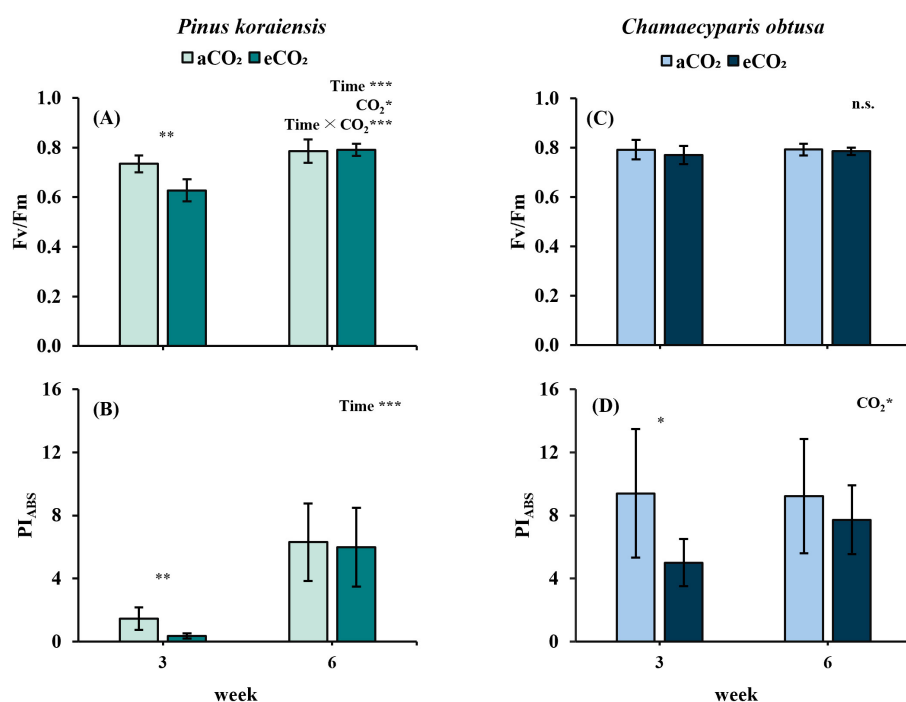 Pinus koraiensis
aCO₂ eCO₂
Chamaecyparis obtusa
aCO₂ eCO₂
(A)
Time ***
CO₂*
Time × CO₂***
**
1.0
0.8
0.6
0.4
0.2
0.0
Fv/Fm
(C)
n.s.
1.0
0.8
0.6
0.4
0.2
0.0
Fv/Fm
(B)
Time ***
**
16
12
8
4
0
PI_ABS
3 6
week
(D)
CO₂*
*
16
12
8
4
0
PI_ABS
3 6
week